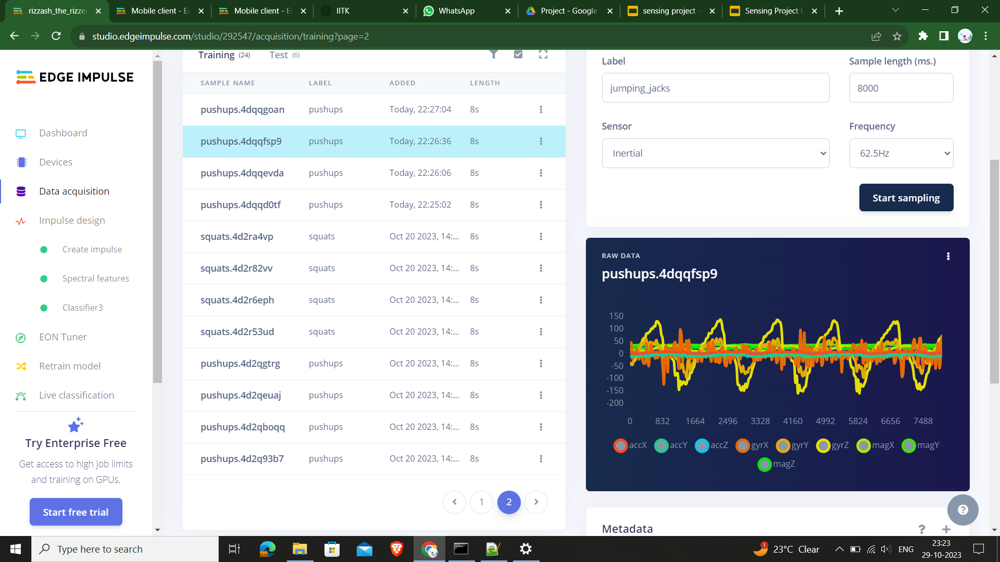 rizzash_the_rizzer
Mobile client - Ed
Mobile client - Ed
IITK
WhatsApp
Project - Google
sensing project -
Sensing Project U
studio.edgeimpulse.com/studio/292547/acquisition/training?page=2
EDGE IMPULSE
Dashboard
Devices
Data acquisition
Impulse design
Create impulse
Spectral features
Classifier3
EON Tuner
Retrain model
Live classification
Try Enterprise Free
Get access to high job limits
and training on GPUs.
Start free trial
Training (24) Test (6)
SAMPLE NAME LABEL ADDED LENGTH
pushups.4dqqgoan pushups Today, 22:27:04 8s
pushups.4dqqfsp9 pushups Today, 22:26:36 8s
pushups.4dqqevda pushups Today, 22:26:06 8s
pushups.4dqqd0tf pushups Today, 22:25:02 8s
squats.4d2ra4vp squats Oct 20 2023, 14:... 8s
squats.4d2r82vv squats Oct 20 2023, 14:... 8s
squats.4d2r6eph squats Oct 20 2023, 14:... 8s
squats.4d2r53ud squats Oct 20 2023, 14:... 8s
pushups.4d2qgtrg pushups Oct 20 2023, 14:... 8s
pushups.4d2qeuaj pushups Oct 20 2023, 14:... 8s
pushups.4d2qboqq pushups Oct 20 2023, 14:... 8s
pushups.4d2q93b7 pushups Oct 20 2023, 14:... 8s
1 2
Label Sample length (ms.)
jumping_jacks 8000
Sensor Frequency
Inertial 62.5Hz
Start sampling
RAW DATA
pushups.4dqqfsp9
150
100
50
0
-50
-100
-150
-200
0 832 1664 2496 3328 4160 4992 5824 6656 7488
accX accY accZ gyrX gyrY gyrZ magX magY
magZ
Metadata
Type here to search
1
23°C Clear
ENG
23:23
29-10-2023